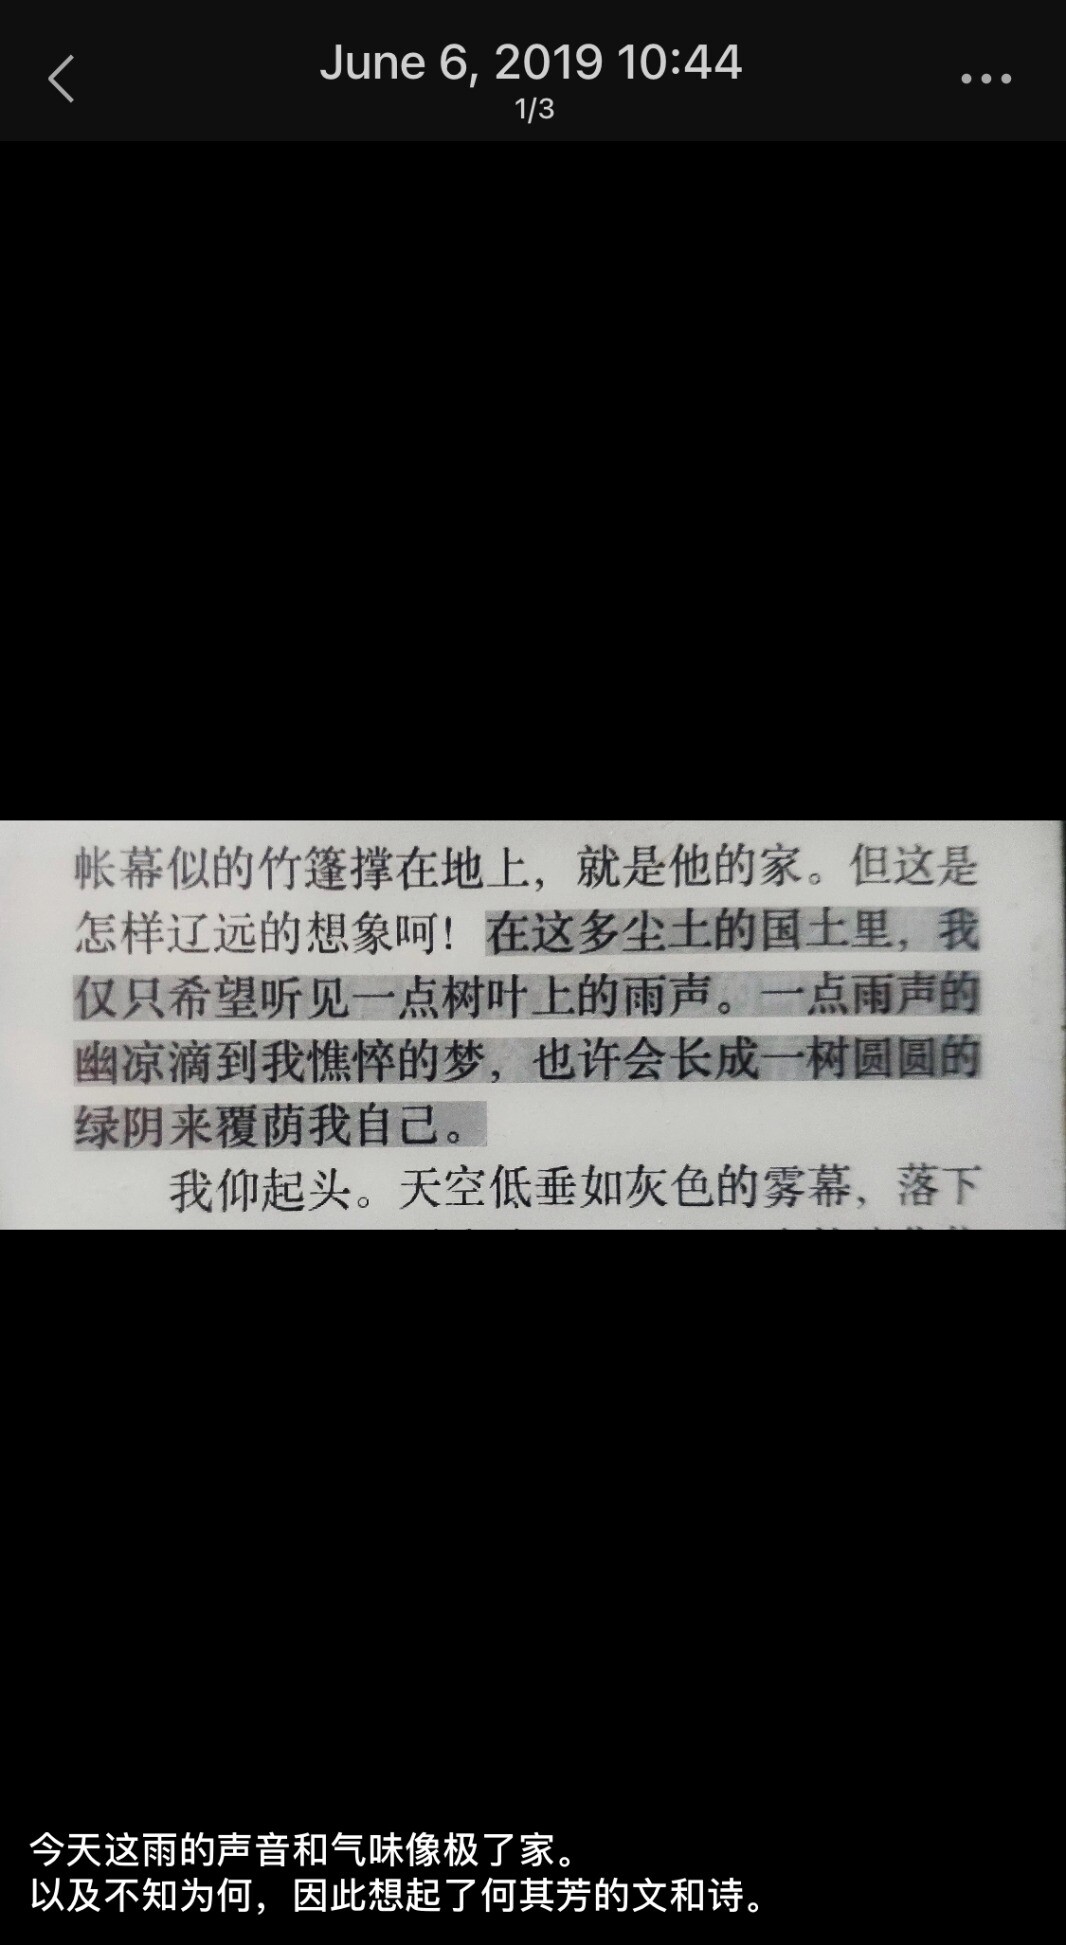 June 6, 2019 10:44
1/3
帐幕似的竹篷撑在地上，就是他的家。但这是
怎样辽远的想象呵！在这多尘土的国土里，我
仅只希望听见一点树叶上的雨声。一点雨声的
幽凉滴到我憔悴的梦，也许会长成一树圆圆的
绿阴来覆荫我自己。
我仰起头。天空低垂如灰色的雾幕，落下
今天这雨的声音和气味像极了家。
以及不知为何，因此想起了何其芳的文和诗。